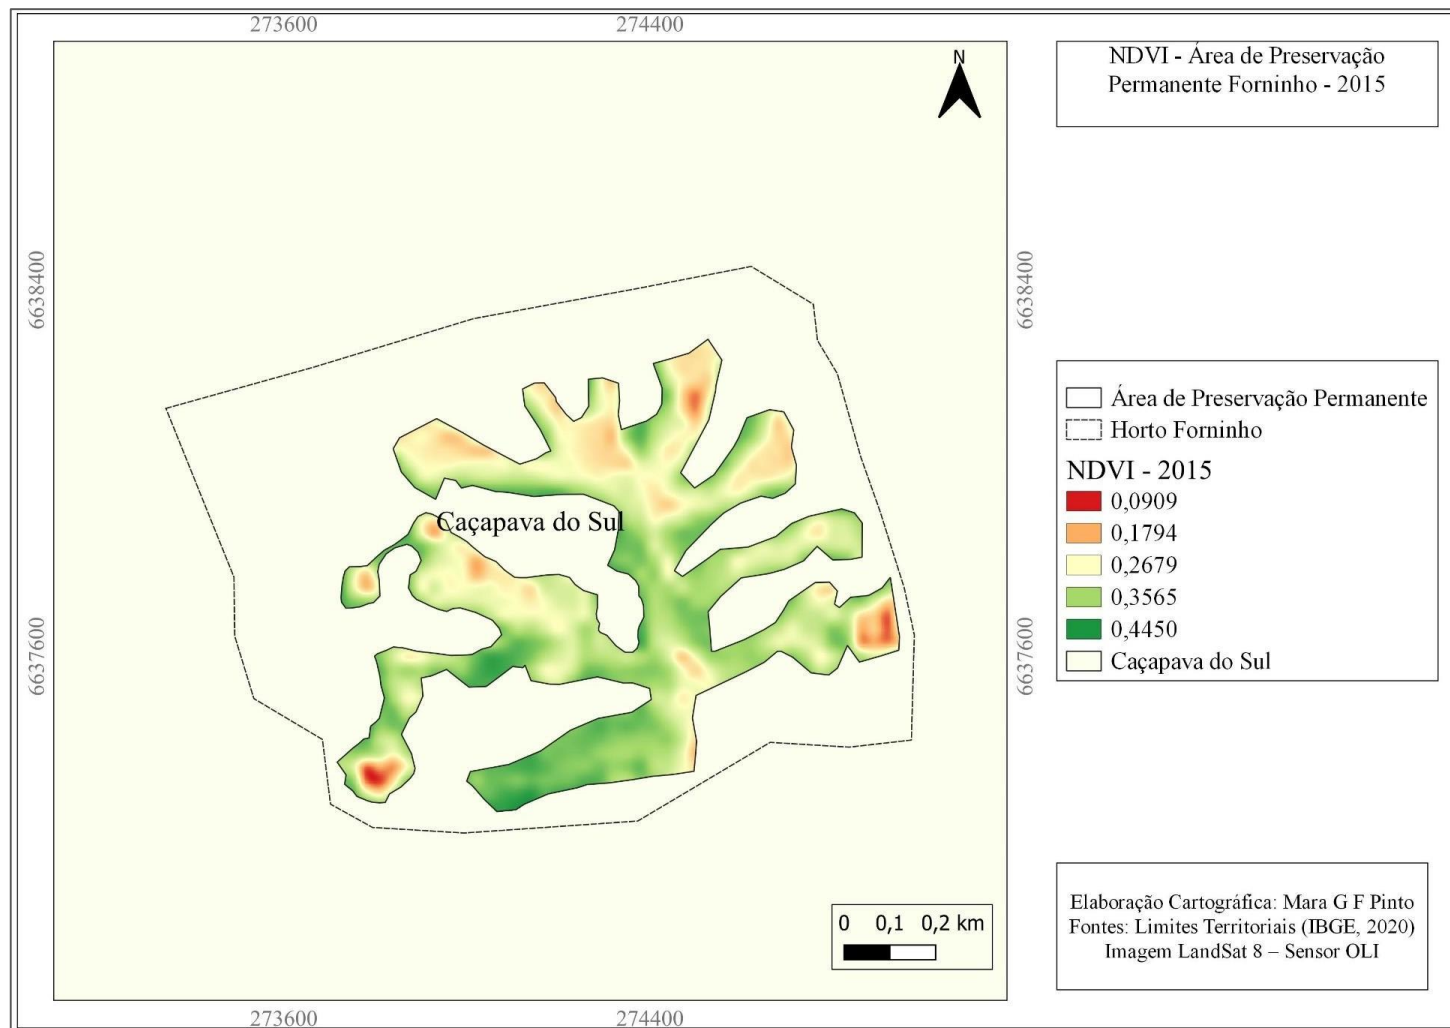 273600 274400
N
NDVI - Área de Preservação
Permanente Forninho - 2015
6638400
6638400
Área de Preservação Permanente
Horto Forninho
NDVI - 2015
0,0909
0,1794
0,2679
0,3565
0,4450
Caçapava do Sul
Caçapava do Sul
6637600
6637600
0 0,1 0,2 km
Elaboração Cartográfica: Mara G F Pinto
Fontes: Limites Territoriais (IBGE, 2020)
Imagem LandSat 8 – Sensor OLI
273600 274400